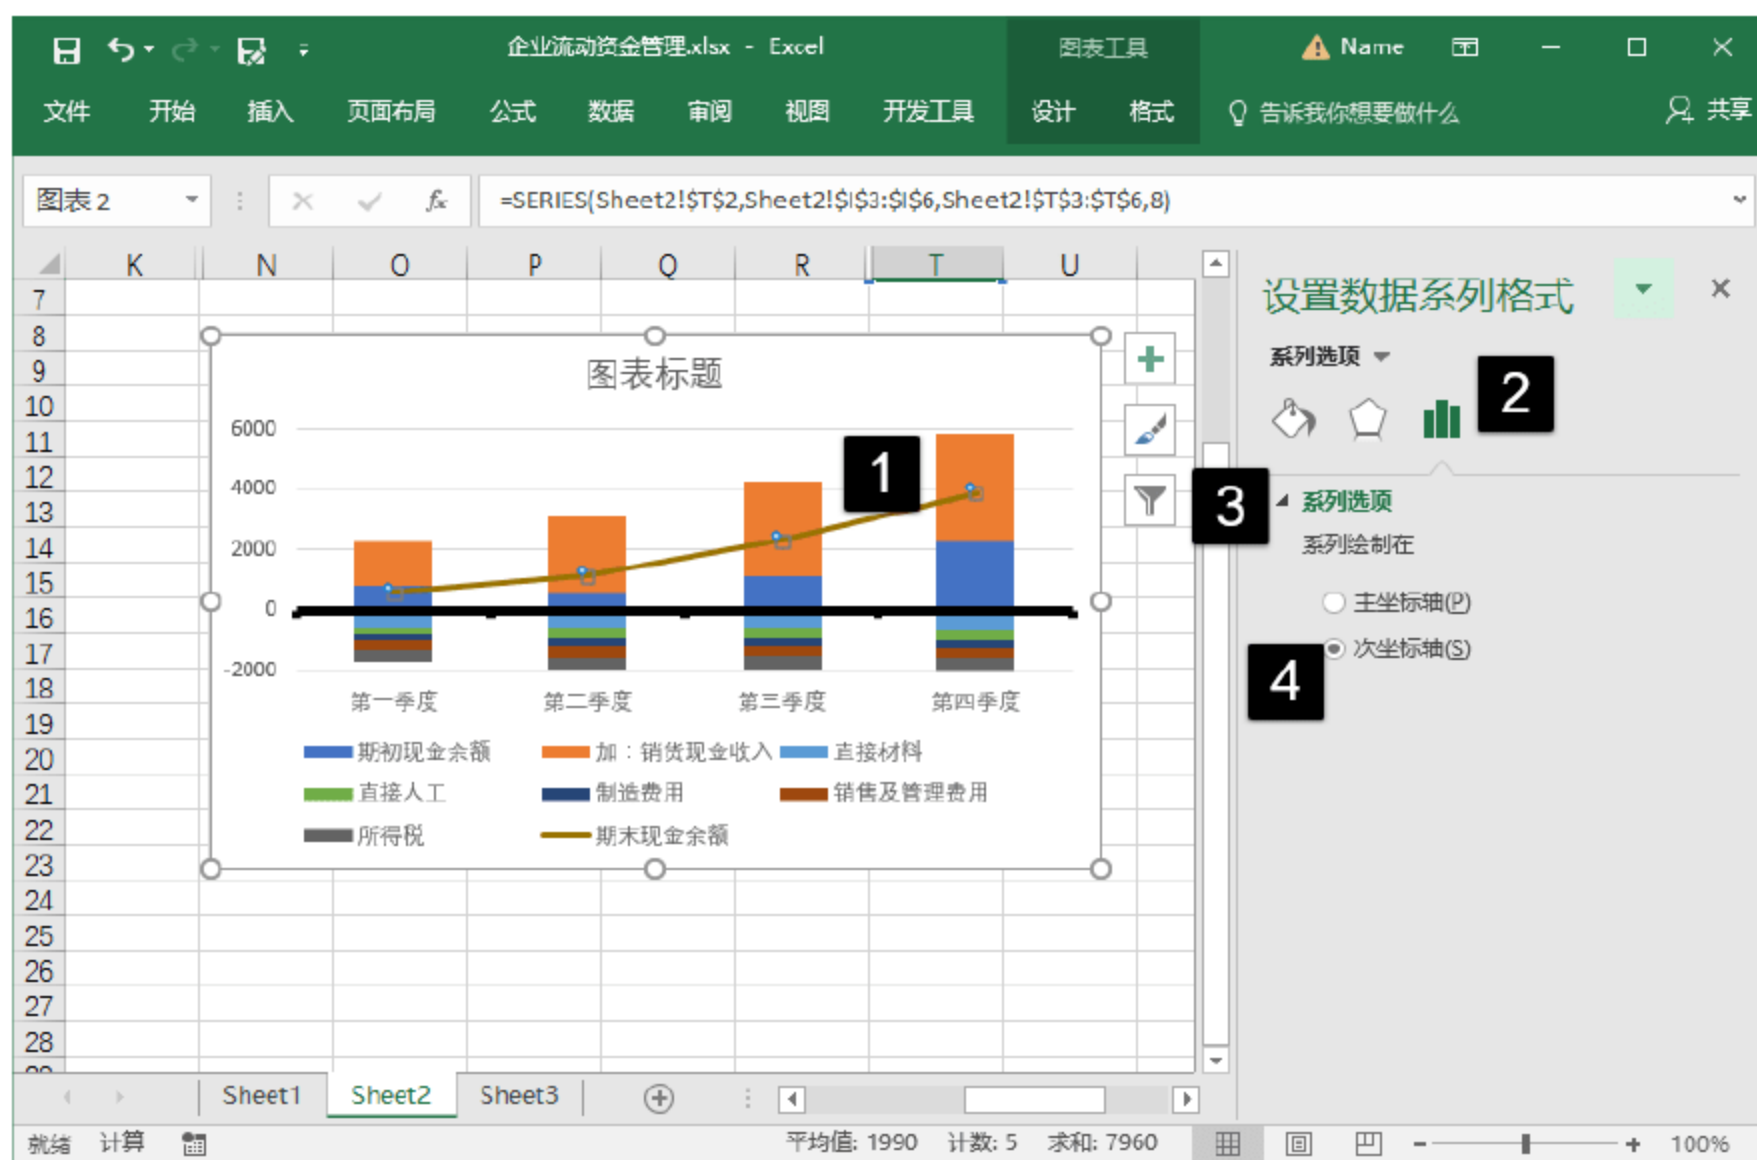 企业流动资金管理.xlsx - Excel
图表工具
Name
文件 开始 插入 页面布局 公式 数据 审阅 视图 开发工具 设计 格式 告诉我你想要做什么 共享
图表 2
fx
=SERIES(Sheet2!$T$2,Sheet2!$I$3:$I$6,Sheet2!$T$3:$T$6,8)
K N O P Q R T U
7
8
9
10
11
12
13
14
15
16
17
18
19
20
21
22
23
24
25
26
27
28
图表标题
6000
4000
2000
0
-2000
第一季度 第二季度 第三季度 第四季度
期初现金余额 加：销货现金收入 直接材料
直接人工 制造费用 销售及管理费用
所得税 期末现金余额
1
设置数据系列格式
系列选项
2
3
系列选项
系列绘制在
主坐标轴(P)
次坐标轴(S)
4
Sheet1 Sheet2 Sheet3
就绪 计算 平均值: 1990 计数: 5 求和: 7960 100%